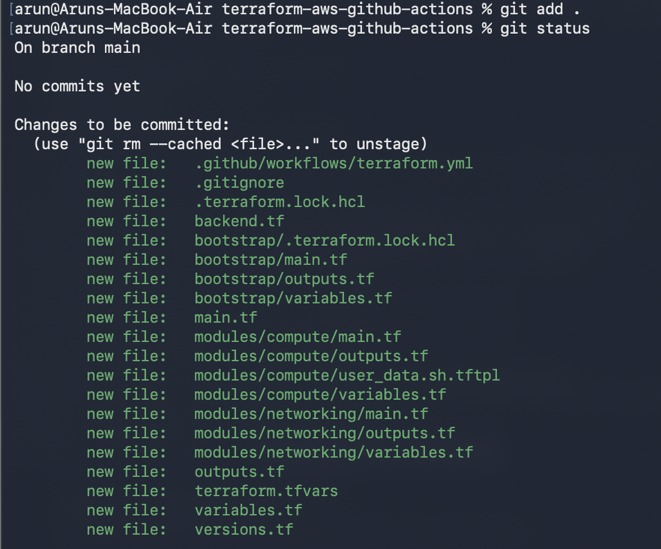 [arun@Aruns-MacBook-Air terraform-aws-github-actions % git add .
[arun@Aruns-MacBook-Air terraform-aws-github-actions % git status
On branch main
No commits yet
Changes to be committed:
(use "git rm --cached <file>..." to unstage)
new file: .github/workflows/terraform.yml
new file: .gitignore
new file: .terraform.lock.hcl
new file: backend.tf
new file: bootstrap/.terraform.lock.hcl
new file: bootstrap/main.tf
new file: bootstrap/outputs.tf
new file: bootstrap/variables.tf
new file: main.tf
new file: modules/compute/main.tf
new file: modules/compute/outputs.tf
new file: modules/compute/user_data.sh.tftpl
new file: modules/compute/variables.tf
new file: modules/networking/main.tf
new file: modules/networking/outputs.tf
new file: modules/networking/variables.tf
new file: outputs.tf
new file: terraform.tfvars
new file: variables.tf
new file: versions.tf